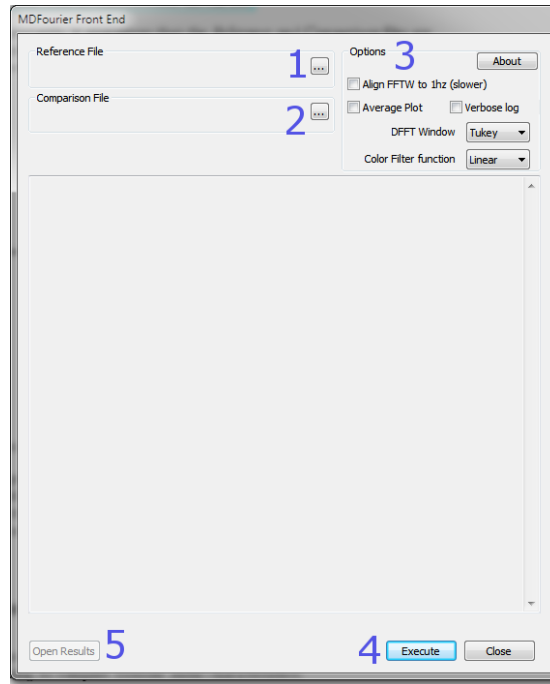 MDFourier Front End
Reference File
1
...
Options
3
About
Align FFTW to 1hz (slower)
Comparison File
2
...
Average Plot
Verbose log
DFFT Window
Tukey
Color Filter function
Linear
Open Results
5
4
Execute
Close